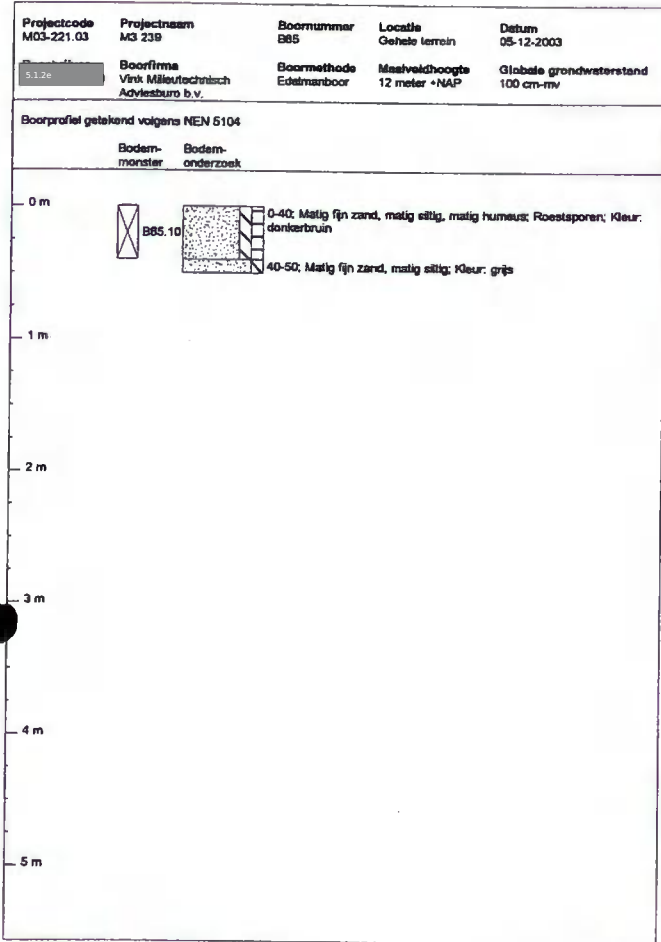 Projectcode Projectnaam Boornummer Locatie Datum
M03-221.03 M3 239 B65 Gehele terrein 05-12-2003
5.1.2e Boorfirma Boormethode Maaiveldhoogte Globale grondwaterstand
Vink Milieutechnisch Edelmanboor 12 meter +NAP 100 cm-mv
Adviesburo b.v.
Boorprofiel getekend volgens NEN 5104
Bodem- Bodem-
monster onderzoek
0 m
B65.10
0-40; Matig fijn zand, matig siltig, matig humeus; Roestsporen; Kleur:
donkerbruin
40-50; Matig fijn zand, matig siltig; Kleur: grijs
1 m
2 m
3 m
4 m
5 m